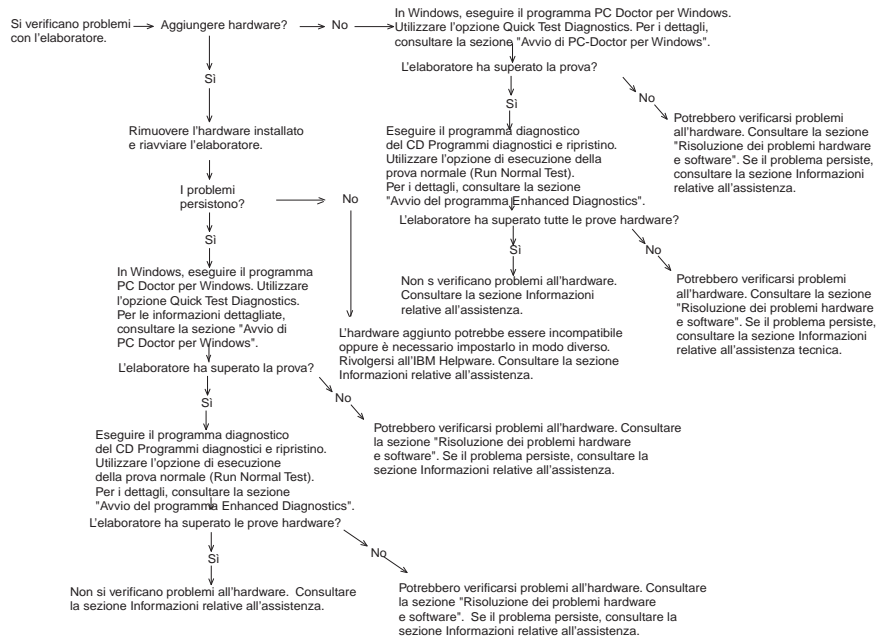 Si verificano problemi
con l'elaboratore.
Aggiungere hardware?
No
In Windows, eseguire il programma PC Doctor per Windows.
Utilizzare l'opzione Quick Test Diagnostics. Per i dettagli,
consultare la sezione "Avvio di PC-Doctor per Windows".
L'elaboratore ha superato la prova?
No
Potrebbero verificarsi problemi
all'hardware. Consultare la sezione
"Risoluzione dei problemi hardware
e software". Se il problema persiste,
consultare la sezione Informazioni
relative all'assistenza.
Sì
Eseguire il programma diagnostico
del CD Programmi diagnostici e ripristino.
Utilizzare l'opzione di esecuzione della
prova normale (Run Normal Test).
Per i dettagli, consultare la sezione
"Avvio del programma Enhanced Diagnostics".
L'elaboratore ha superato tutte le prove hardware?
No
Potrebbero verificarsi problemi
all'hardware. Consultare la sezione
"Risoluzione dei problemi hardware
e software". Se il problema persiste,
consultare la sezione Informazioni
relative all'assistenza tecnica.
Sì
Non s verificano problemi all'hardware.
Consultare la sezione Informazioni
relative all'assistenza.
Sì
Rimuovere l'hardware installato
e riavviare l'elaboratore.
I problemi
persistono?
No
L'hardware aggiunto potrebbe essere incompatibile
oppure è necessario impostarlo in modo diverso.
Rivolgersi all'IBM Helpware. Consultare la sezione
Informazioni relative all'assistenza.
Sì
In Windows, eseguire il programma
PC Doctor per Windows. Utilizzare
l'opzione Quick Test Diagnostics.
Per le informazioni dettagliate,
consultare la sezione "Avvio di
PC Doctor per Windows".
L'elaboratore ha superato la prova?
No
Potrebbero verificarsi problemi all'hardware. Consultare
la sezione "Risoluzione dei problemi hardware
e software". Se il problema persiste, consultare la
sezione Informazioni relative all'assistenza.
Sì
Eseguire il programma diagnostico
del CD Programmi diagnostici e ripristino.
Utilizzare l'opzione di esecuzione
della prova normale (Run Normal Test).
Per i dettagli, consultare la sezione
"Avvio del programma Enhanced Diagnostics".
L'elaboratore ha superato le prove hardware?
No
Potrebbero verificarsi problemi all'hardware. Consultare
la sezione "Risoluzione dei problemi hardware
e software". Se il problema persiste, consultare la
sezione Informazioni relative all'assistenza.
Sì
Non si verificano problemi all'hardware. Consultare
la sezione Informazioni relative all'assistenza.